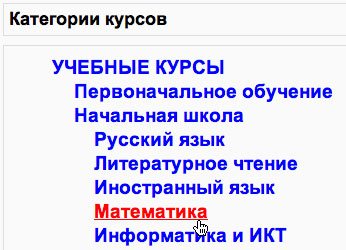 Категории курсов
УЧЕБНЫЕ КУРСЫ
Первоначальное обучение
Начальная школа
Русский язык
Литературное чтение
Иностранный язык
Математика
Информатика и ИКТ